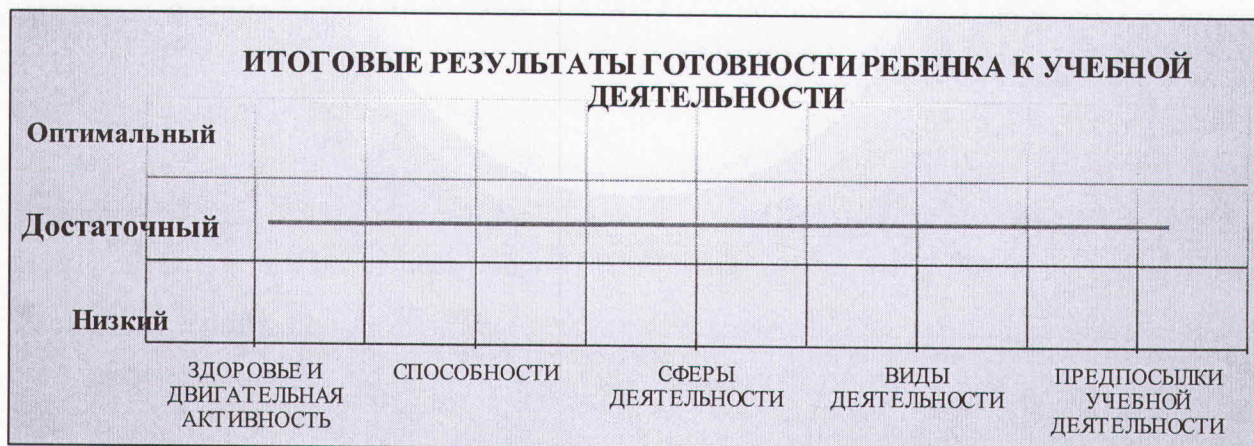 ИТОГОВЫЕ РЕЗУЛЬТАТЫ ГОТОВНОСТИ РЕБЕНКА К УЧЕБНОЙ
ДЕЯТЕЛЬНОСТИ
Оптимальный
Достаточный
Низкий
ЗДОРОВЬЕ И
ДВИГАТЕЛЬНАЯ
АКТИВНОСТЬ
СПОСОБНОСТИ
СФЕРЫ
ДЕЯТЕЛЬНОСТИ
ВИДЫ
ДЕЯТЕЛЬНОСТИ
ПРЕДПОСЫЛКИ
УЧЕБНОЙ
ДЕЯТЕЛЬНОСТИ